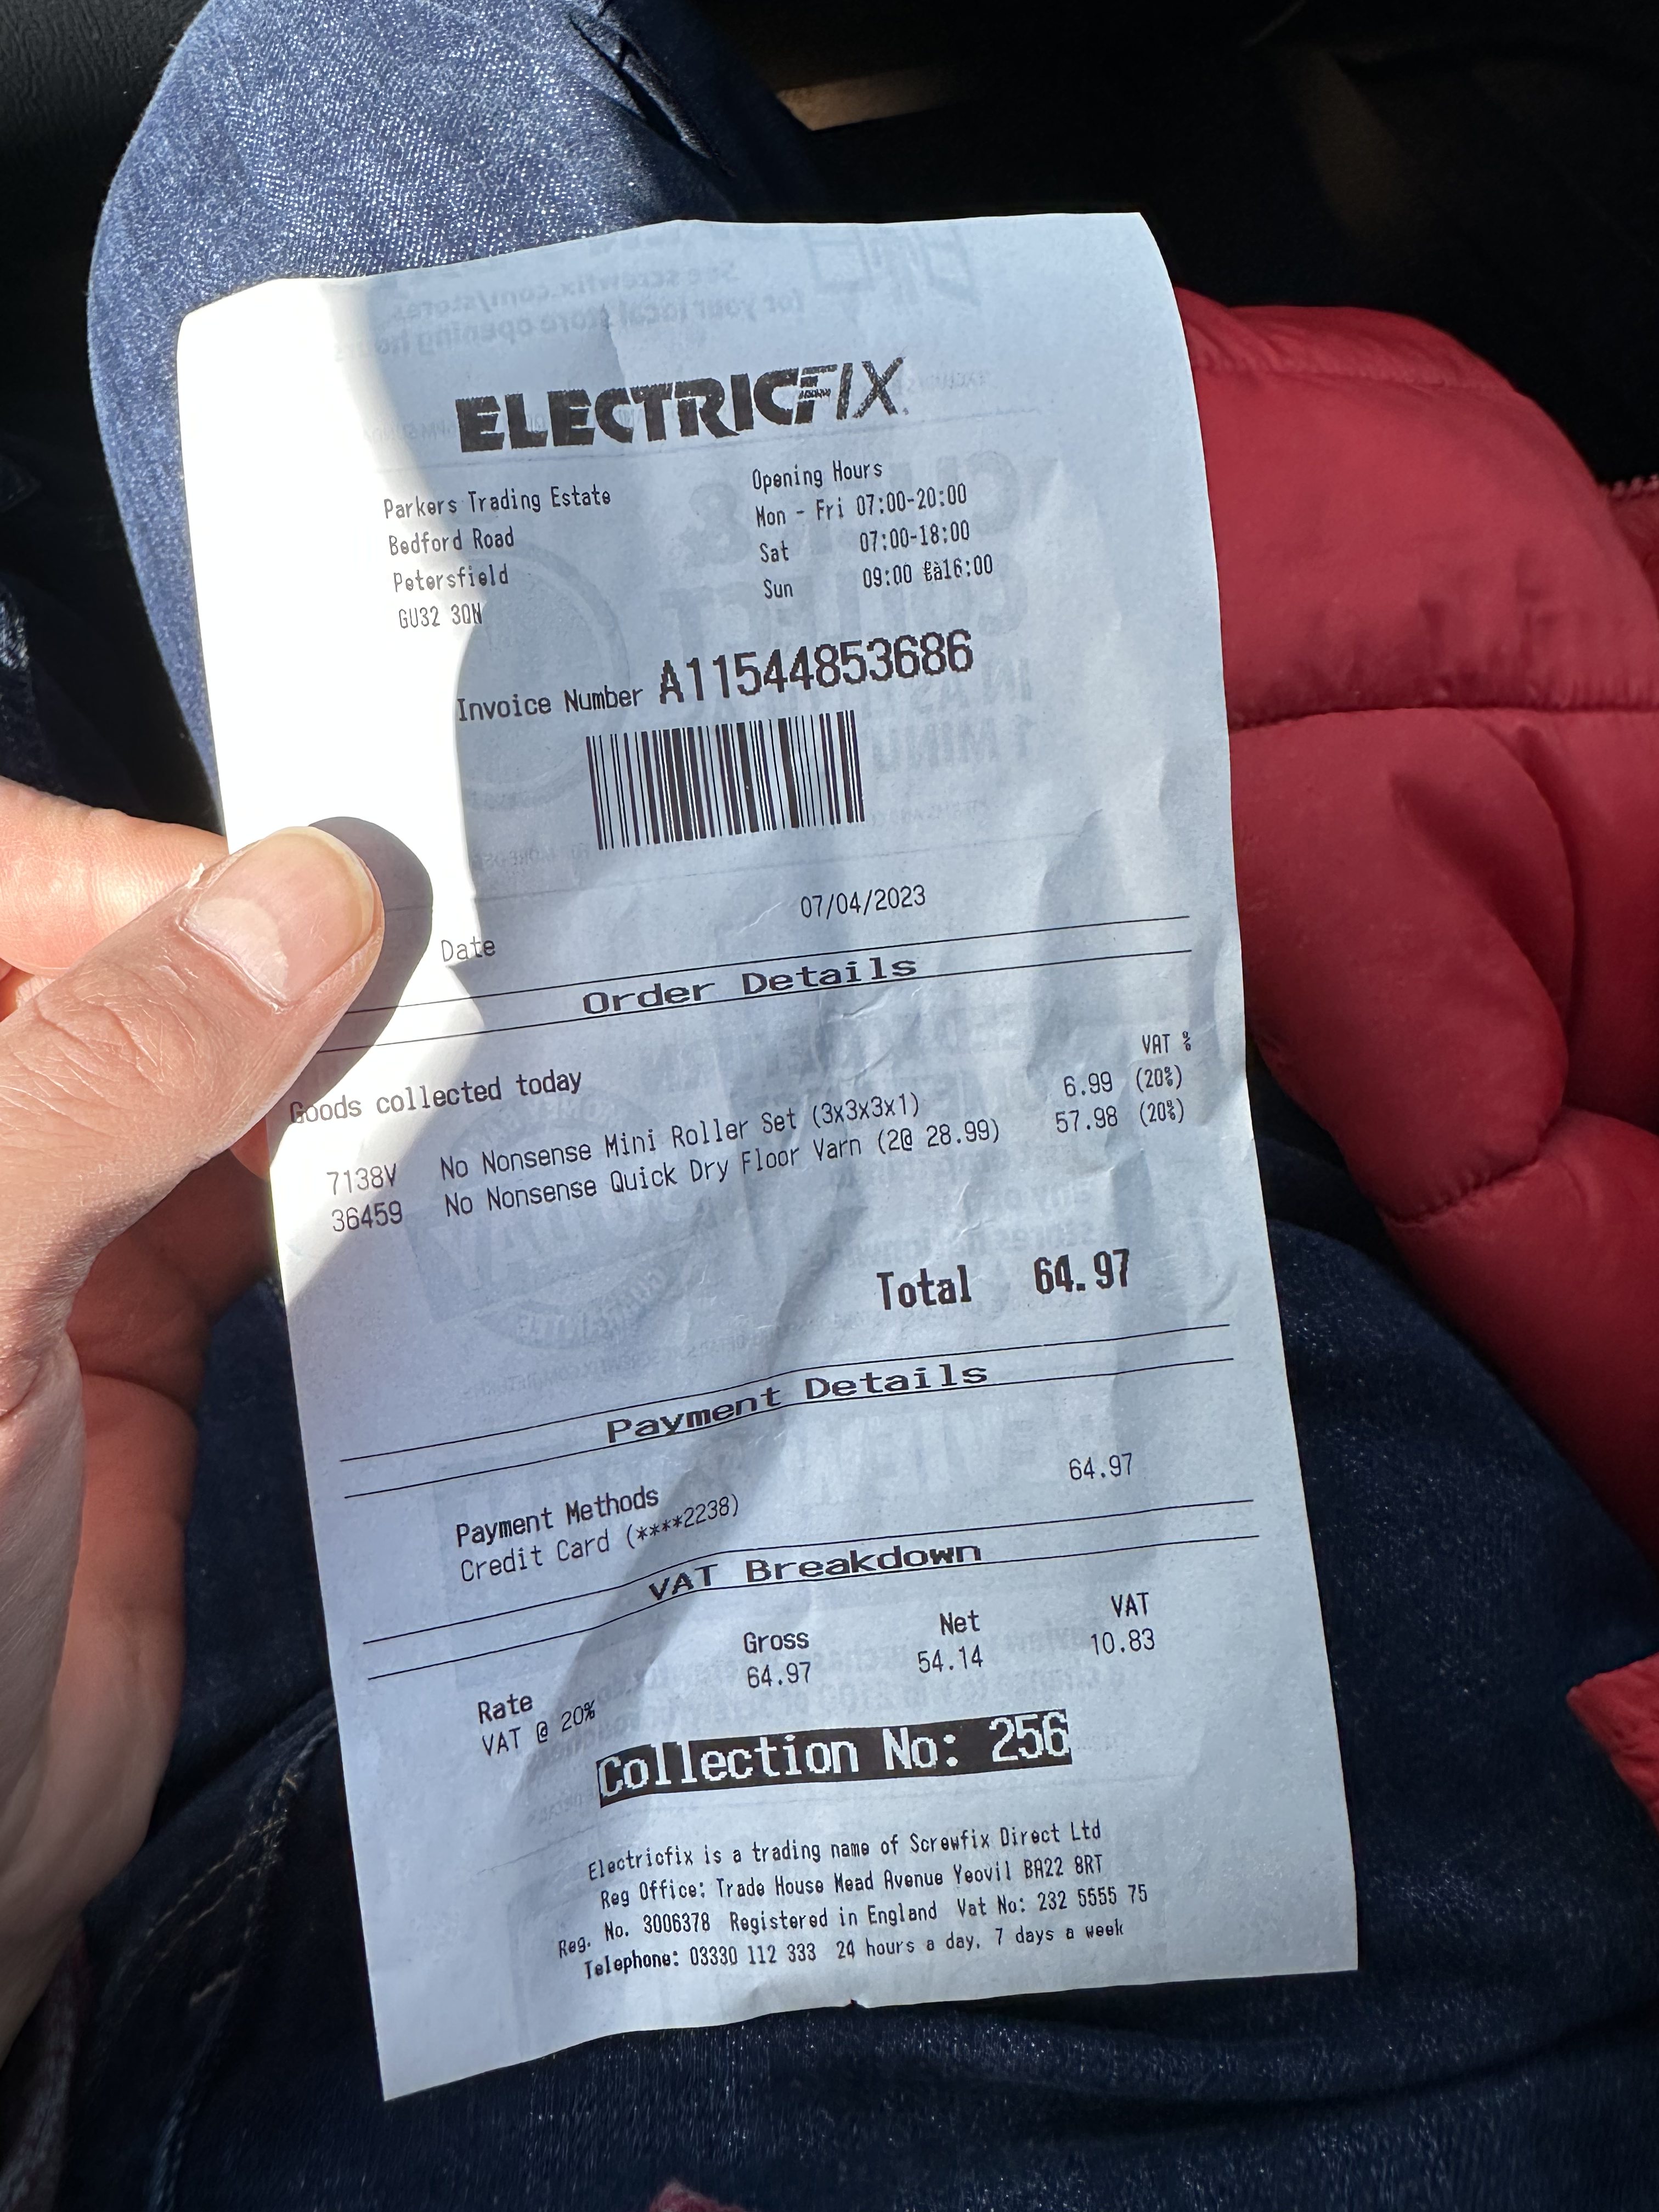 ELECTRICFIX
Parkers Trading Estate
Bedford Road
Petersfield
GU32 3QN
Opening Hours
Mon - Fri 07:00-20:00
Sat 07:00-18:00
Sun 09:00 €à16:00
Invoice Number A11544853686
Date 07/04/2023
Order Details
VAT %
Goods collected today
7138V No Nonsense Mini Roller Set (3x3x3x1) 6.99 (20%)
36459 No Nonsense Quick Dry Floor Varn (2@ 28.99) 57.98 (20%)
Total 64.97
Payment Details
Payment Methods
Credit Card (****2238) 64.97
VAT Breakdown
Rate Gross Net VAT
VAT @ 20% 64.97 54.14 10.83
Collection No: 256
Electricfix is a trading name of Screwfix Direct Ltd
Reg Office: Trade House Mead Avenue Yeovil BA22 8RT
Reg. No. 3006378 Registered in England Vat No: 232 5555 75
Telephone: 03330 112 333 24 hours a day, 7 days a week